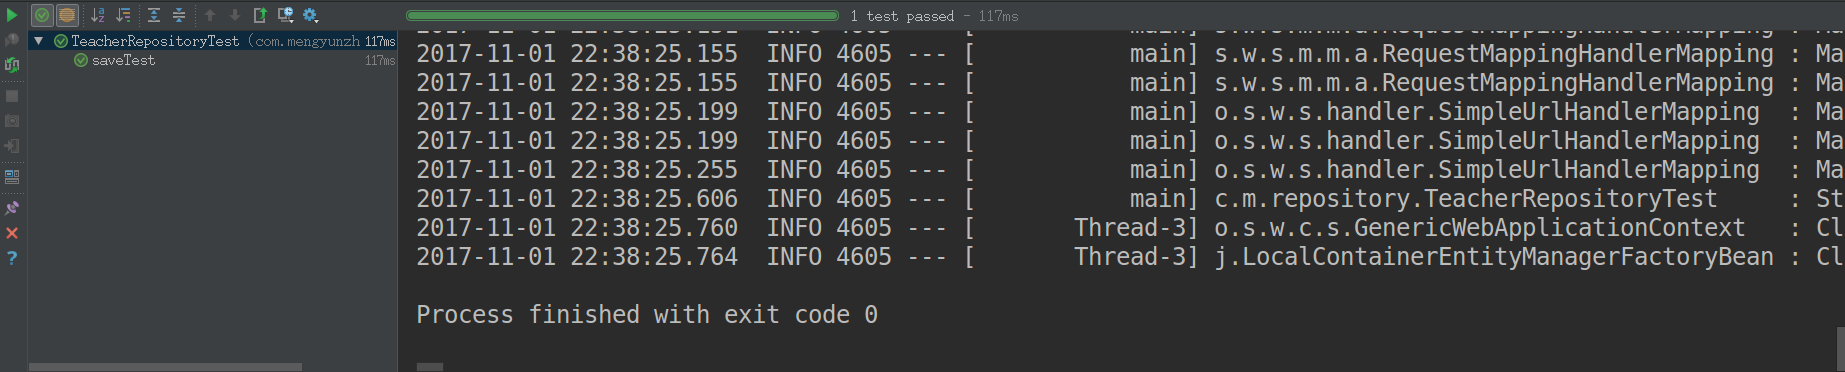 1 test passed – 117ms
TeacherRepositoryTest (com.mengyunzh 117ms
saveTest 117ms
2017-11-01 22:38:25.155  INFO 4605 --- [           main] s.w.s.m.m.a.RequestMappingHandlerMapping : Ma
2017-11-01 22:38:25.155  INFO 4605 --- [           main] s.w.s.m.m.a.RequestMappingHandlerMapping : Ma
2017-11-01 22:38:25.199  INFO 4605 --- [           main] o.s.w.s.handler.SimpleUrlHandlerMapping  : Ma
2017-11-01 22:38:25.199  INFO 4605 --- [           main] o.s.w.s.handler.SimpleUrlHandlerMapping  : Ma
2017-11-01 22:38:25.255  INFO 4605 --- [           main] o.s.w.s.handler.SimpleUrlHandlerMapping  : Ma
2017-11-01 22:38:25.606  INFO 4605 --- [           main] c.m.repository.TeacherRepositoryTest     : St
2017-11-01 22:38:25.760  INFO 4605 --- [       Thread-3] o.s.w.c.s.GenericWebApplicationContext   : Cl
2017-11-01 22:38:25.764  INFO 4605 --- [       Thread-3] j.LocalContainerEntityManagerFactoryBean : Cl
Process finished with exit code 0